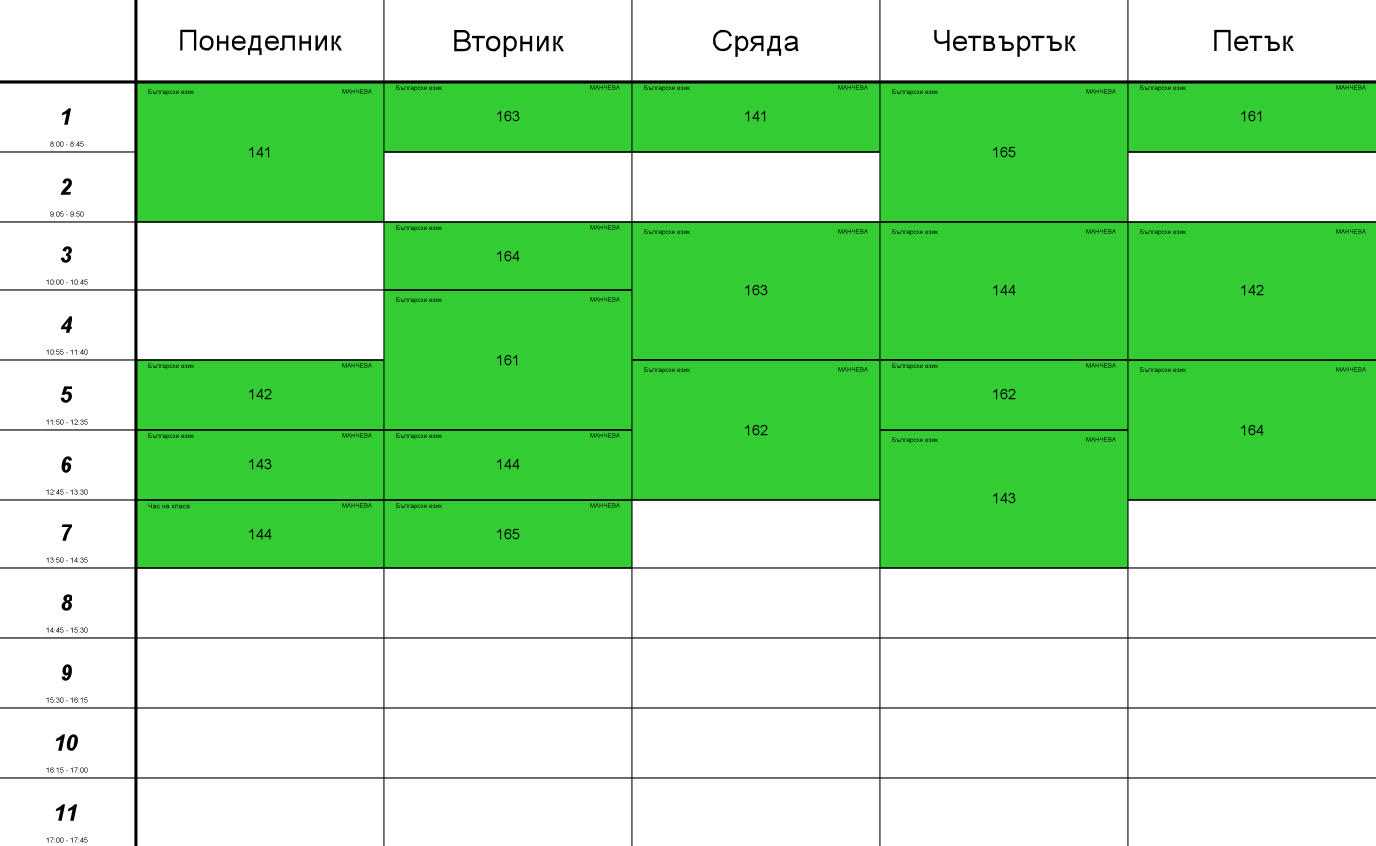 Понеделник Вторник Сряда Четвъртък Петък
Български език МАНЧЕВА Български език МАНЧЕВА Български език МАНЧЕВА Български език МАНЧЕВА Български език МАНЧЕВА
1 163 141 161
8:00 - 8:45
141 165
2
9:05 - 9:50
Български език МАНЧЕВА Български език МАНЧЕВА Български език МАНЧЕВА Български език МАНЧЕВА
3 164
10:00 - 10:45
163 144 142
Български език МАНЧЕВА
4
10:55 - 11:40
161
Български език МАНЧЕВА Български език МАНЧЕВА Български език МАНЧЕВА Български език МАНЧЕВА
5 142 162
11:50 - 12:35
162 164
Български език МАНЧЕВА Български език МАНЧЕВА Български език МАНЧЕВА
6 143 144
12:45 - 13:30
143
Час на класа МАНЧЕВА Български език МАНЧЕВА
7 144 165
13:50 - 14:35
8
14:45 - 15:30
9
15:30 - 16:15
10
16:15 - 17:00
11
17:00 - 17:45